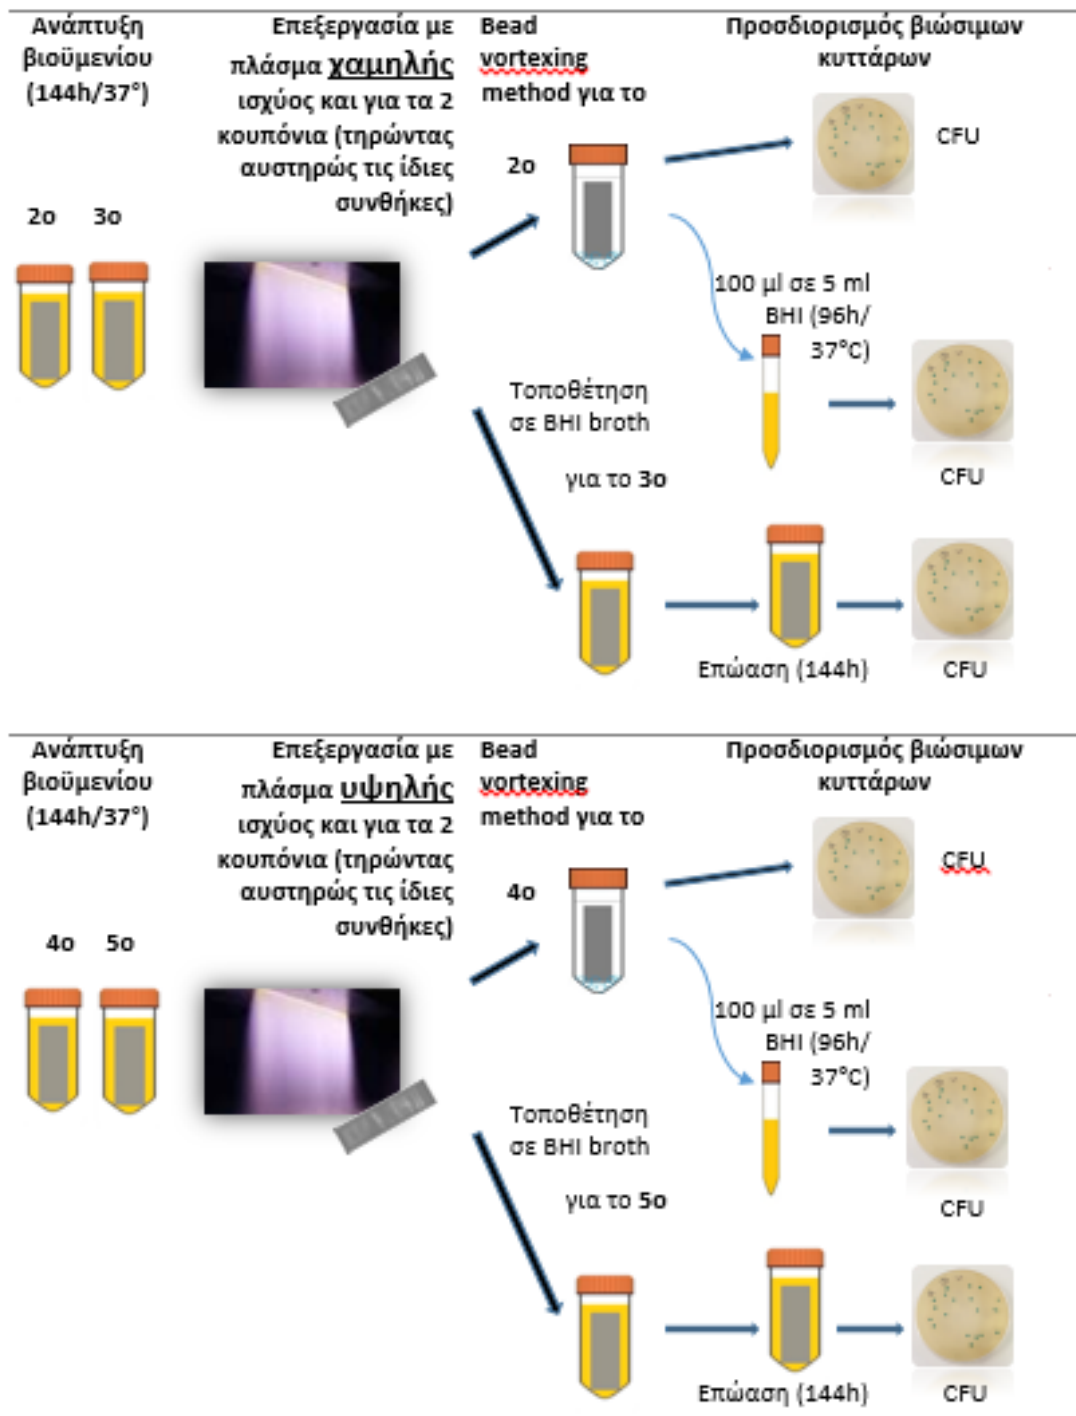 Ανάπτυξη
βιοϋμενίου
(144h/37°)
Επεξεργασία με
πλάσμα χαμηλής
ισχύος και για τα 2
κουπόνια (τηρώντας
αυστηρώς τις ίδιες
συνθήκες)
Bead
vortexing
method για το
Προσδιορισμός βιώσιμων
κυττάρων
2ο 3ο
2ο
CFU
100 μl σε 5 ml
BHI (96h/
37°C)
CFU
Τοποθέτηση
σε BHI broth
για το 3ο
Επώαση (144h)
CFU
Ανάπτυξη
βιοϋμενίου
(144h/37°)
Επεξεργασία με
πλάσμα υψηλής
ισχύος και για τα 2
κουπόνια (τηρώντας
αυστηρώς τις ίδιες
συνθήκες)
Bead
vortexing
method για το
Προσδιορισμός βιώσιμων
κυττάρων
4ο 5ο
4ο
CFU
100 μl σε 5 ml
BHI (96h/
37°C)
CFU
Τοποθέτηση
σε BHI broth
για το 5ο
Επώαση (144h)
CFU